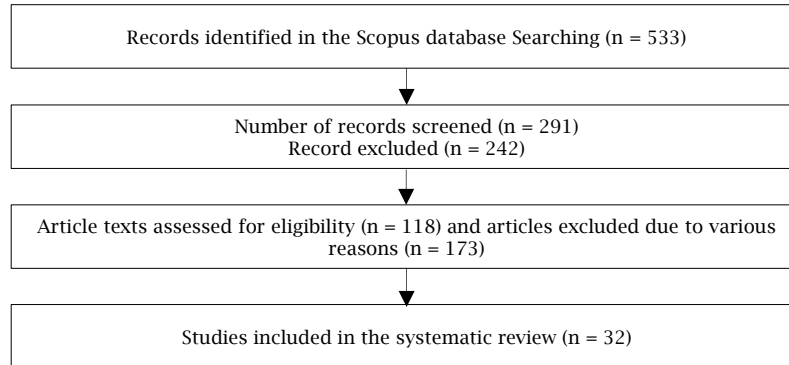 Records identified in the Scopus database Searching (n = 533)
Number of records screened (n = 291)
Record excluded (n = 242)
Article texts assessed for eligibility (n = 118) and articles excluded due to various
reasons (n = 173)
Studies included in the systematic review (n = 32)